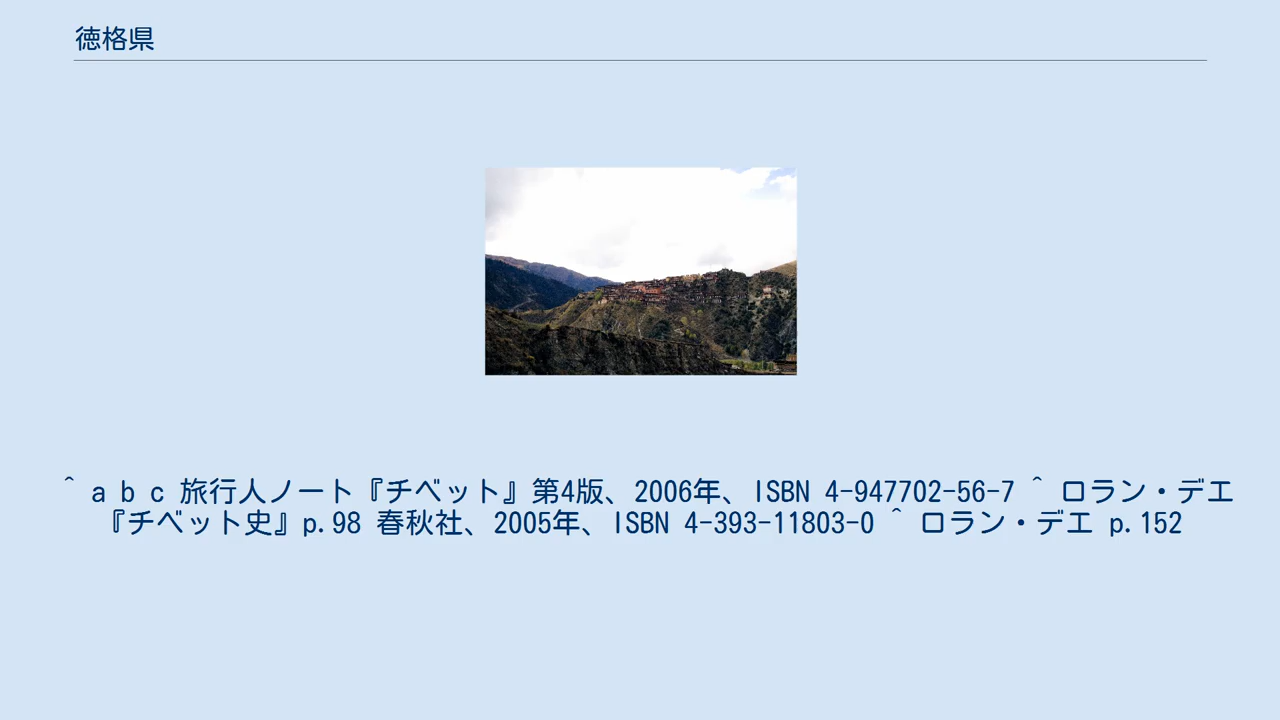 徳格県
^ a b c 旅行人ノート『チベット』第4版、2006年、ISBN 4-947702-56-7 ^ ロラン・デエ
『チベット史』p.98 春秋社、2005年、ISBN 4-393-11803-0 ^ ロラン・デエ p.152